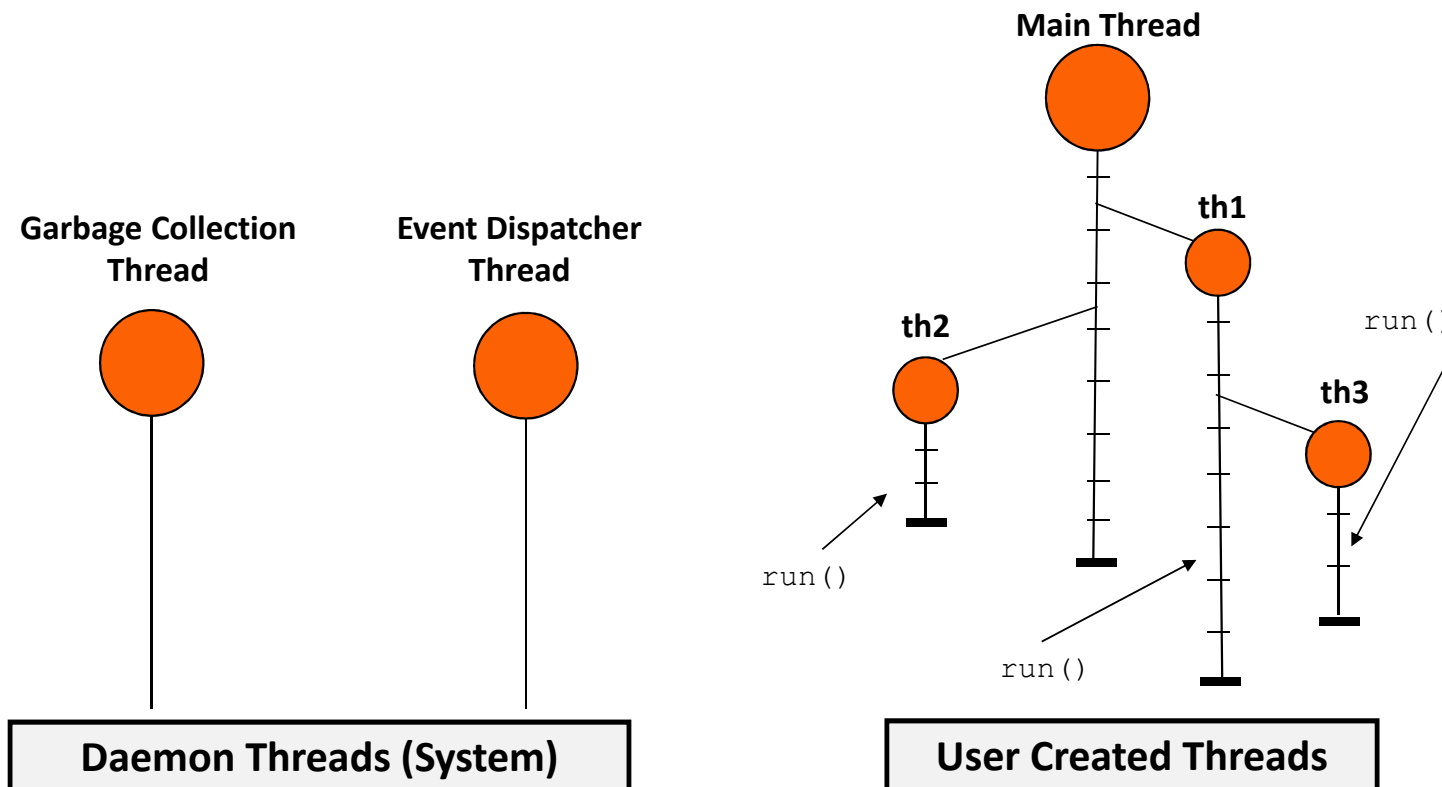 Main Thread
Garbage Collection
Thread
Event Dispatcher
Thread
th1
th2
run()
th3
run()
run()
Daemon Threads (System)
User Created Threads